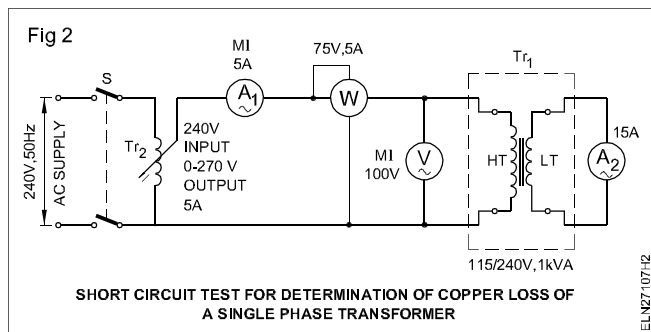 Fig 2
S
240V,50Hz
AC SUPPLY
Tr2
240V
INPUT
0-270 V
OUTPUT
5A
MI
5A
A1
75V,5A
W
MI
100V
V
Tr1
HT
LT
15A
A2
115/240V,1kVA
SHORT CIRCUIT TEST FOR DETERMINATION OF COPPER LOSS OF
A SINGLE PHASE TRANSFORMER
ELN27107H2